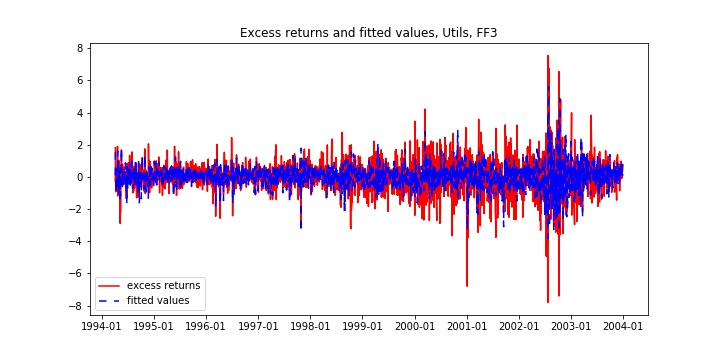 Excess returns and fitted values, Utils, FF3
8
6
4
2
0
−2
−4
−6
−8
excess returns
fitted values
1994-01 1995-01 1996-01 1997-01 1998-01 1999-01 2000-01 2001-01 2002-01 2003-01 2004-01